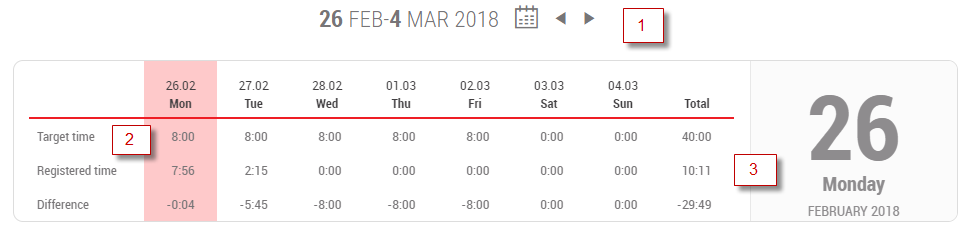 26 FEB-4 MAR 2018 1
26.02 27.02 28.02 01.03 02.03 03.03 04.03
Mon Tue Wed Thu Fri Sat Sun Total
Target time 2 8:00 8:00 8:00 8:00 8:00 0:00 0:00 40:00
Registered time 7:56 2:15 0:00 0:00 0:00 0:00 0:00 10:11 3
Difference -0:04 -5:45 -8:00 -8:00 -8:00 0:00 0:00 -29:49
26
Monday
FEBRUARY 2018